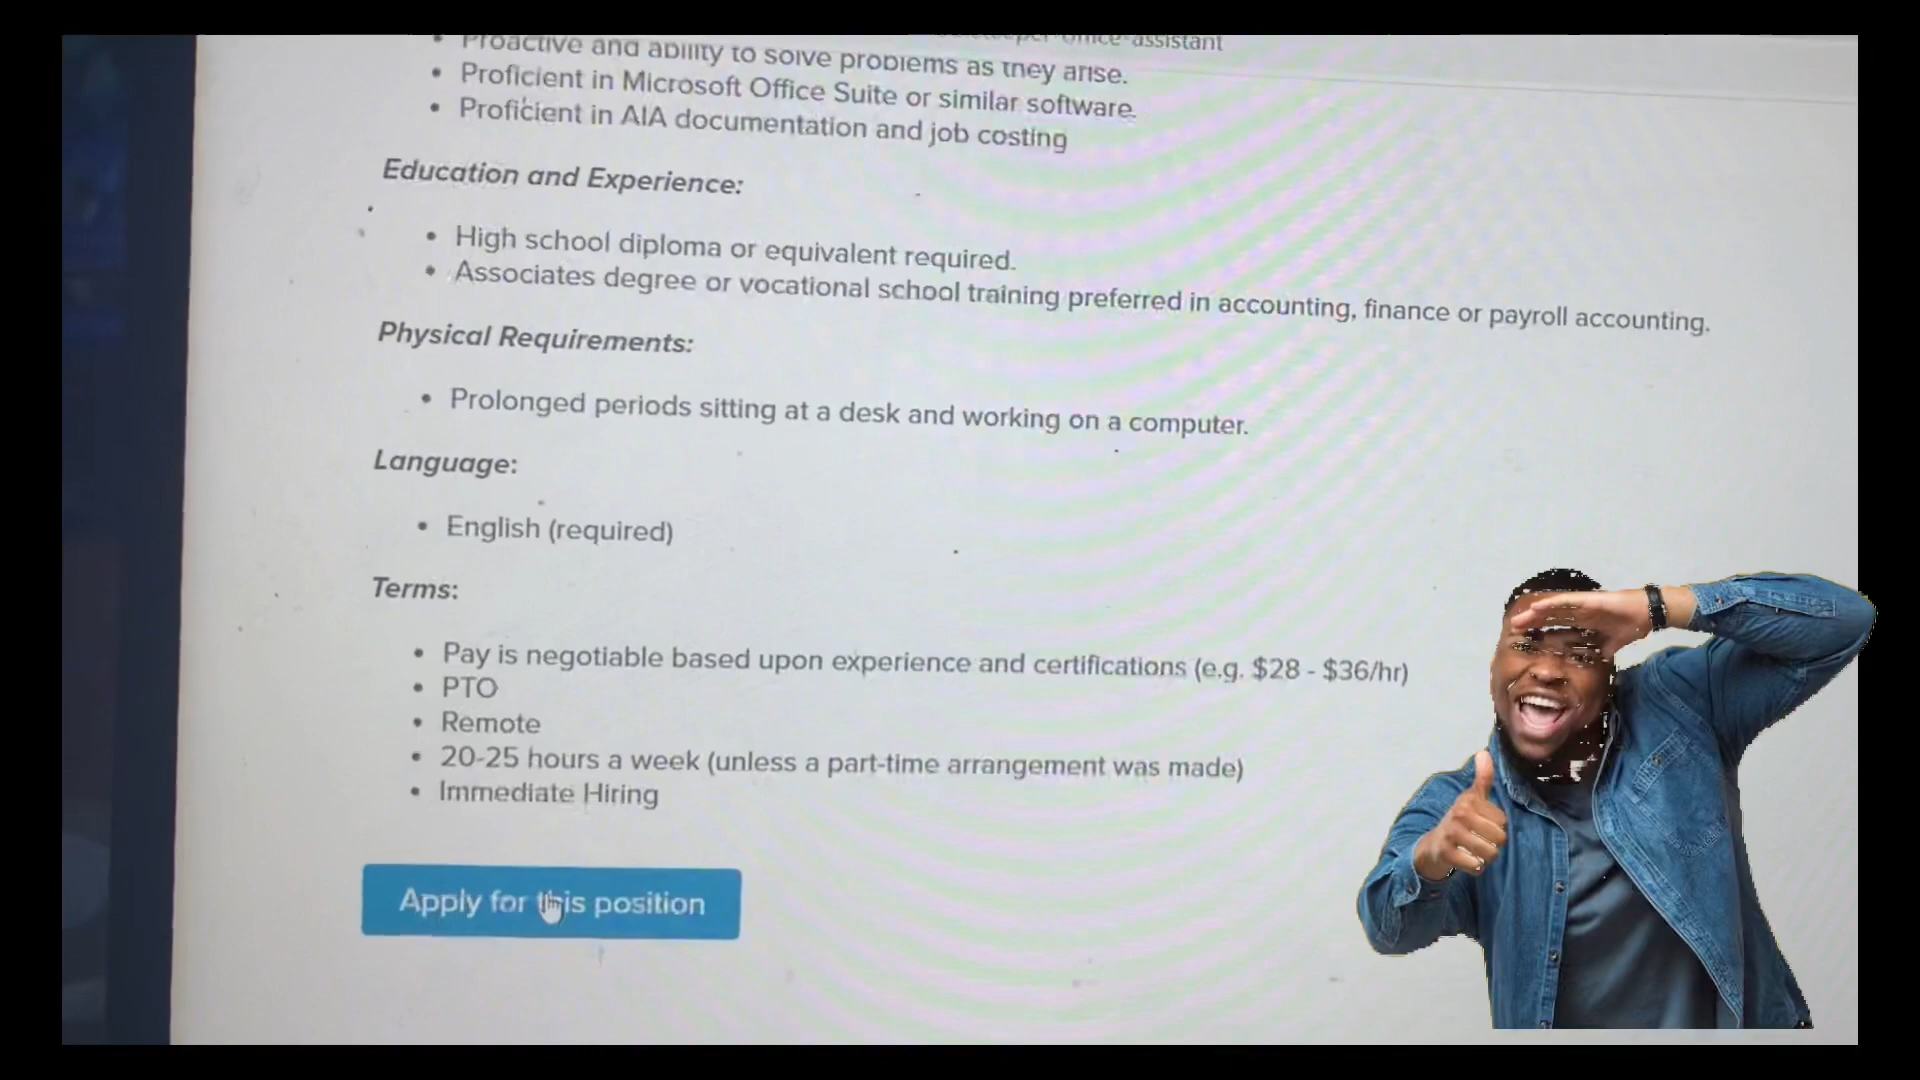 office-assistant
Proactive and ability to solve problems as they arise.
Proficient in Microsoft Office Suite or similar software.
Proficient in AIA documentation and job costing
Education and Experience:
High school diploma or equivalent required.
Associates degree or vocational school training preferred in accounting, finance or payroll accounting.
Physical Requirements:
Prolonged periods sitting at a desk and working on a computer.
Language:
English (required)
Terms:
Pay is negotiable based upon experience and certifications (e.g. $28 - $36/hr)
PTO
Remote
20-25 hours a week (unless a part-time arrangement was made)
Immediate Hiring
Apply for this position